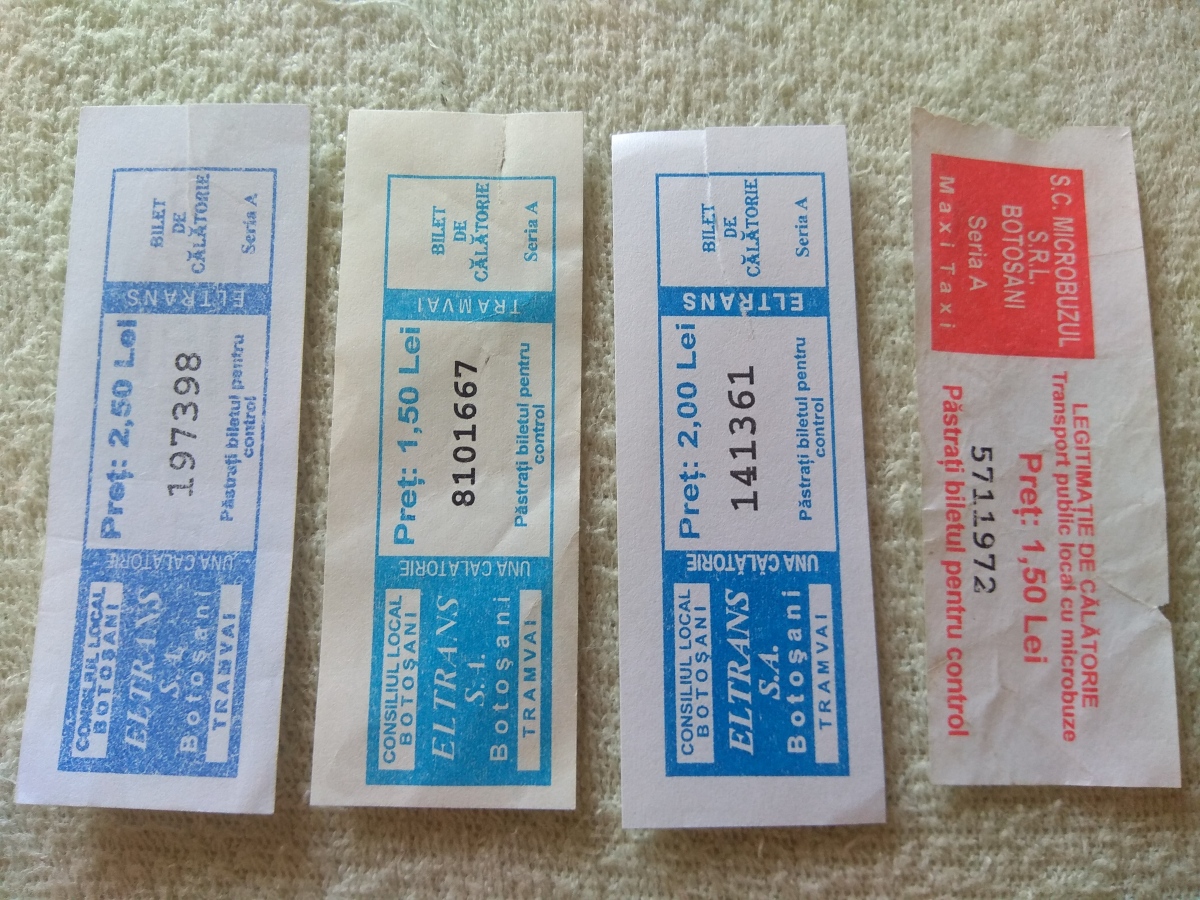 CONSILIUL LOCAL
BOTOȘANI
ELTRANS
S.A.
Botoșani
TRAMVAI
UNA CALATORIE
Preț: 2,50 Lei
197398
Păstrați biletul pentru
control
ELTRANS
BILET
DE
CĂLĂTORIE
Seria A
CONSILIUL LOCAL
BOTOȘANI
ELTRANS
S.A.
Botoșani
TRAMVAI
UNA CALATORIE
Preț: 1,50 Lei
8101667
Păstrați biletul pentru
control
TRAMVAI
BILET
DE
CĂLĂTORIE
Seria A
CONSILIUL LOCAL
BOTOȘANI
ELTRANS
S.A.
Botoșani
TRAMVAI
UNA CĂLĂTORIE
Preț: 2,00 Lei
141361
Păstrați biletul pentru
control
ELTRANS
BILET
DE
CĂLĂTORIE
Seria A
S.C. MICROBUZUL
S.R.L.
BOTOSANI
Seria A
Maxi Taxi
LEGITIMATIE DE CĂLĂTORIE
Transport public local cu microbuze
Preț: 1,50 Lei
5711972
Păstrați biletul pentru control